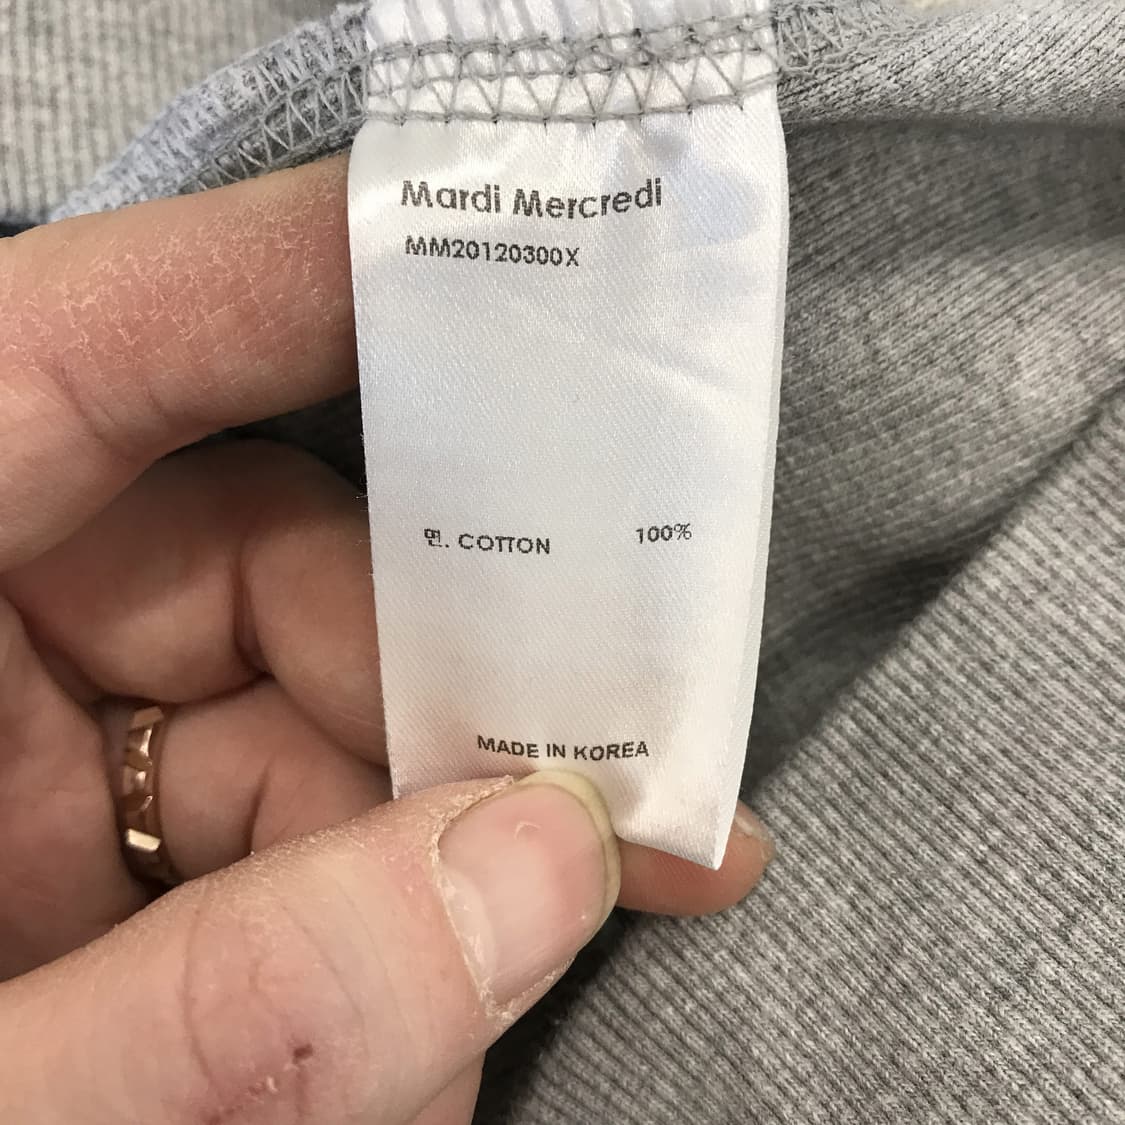 Mardi Mercredi
MM20120300X
면. COTTON 100%
MADE IN KOREA